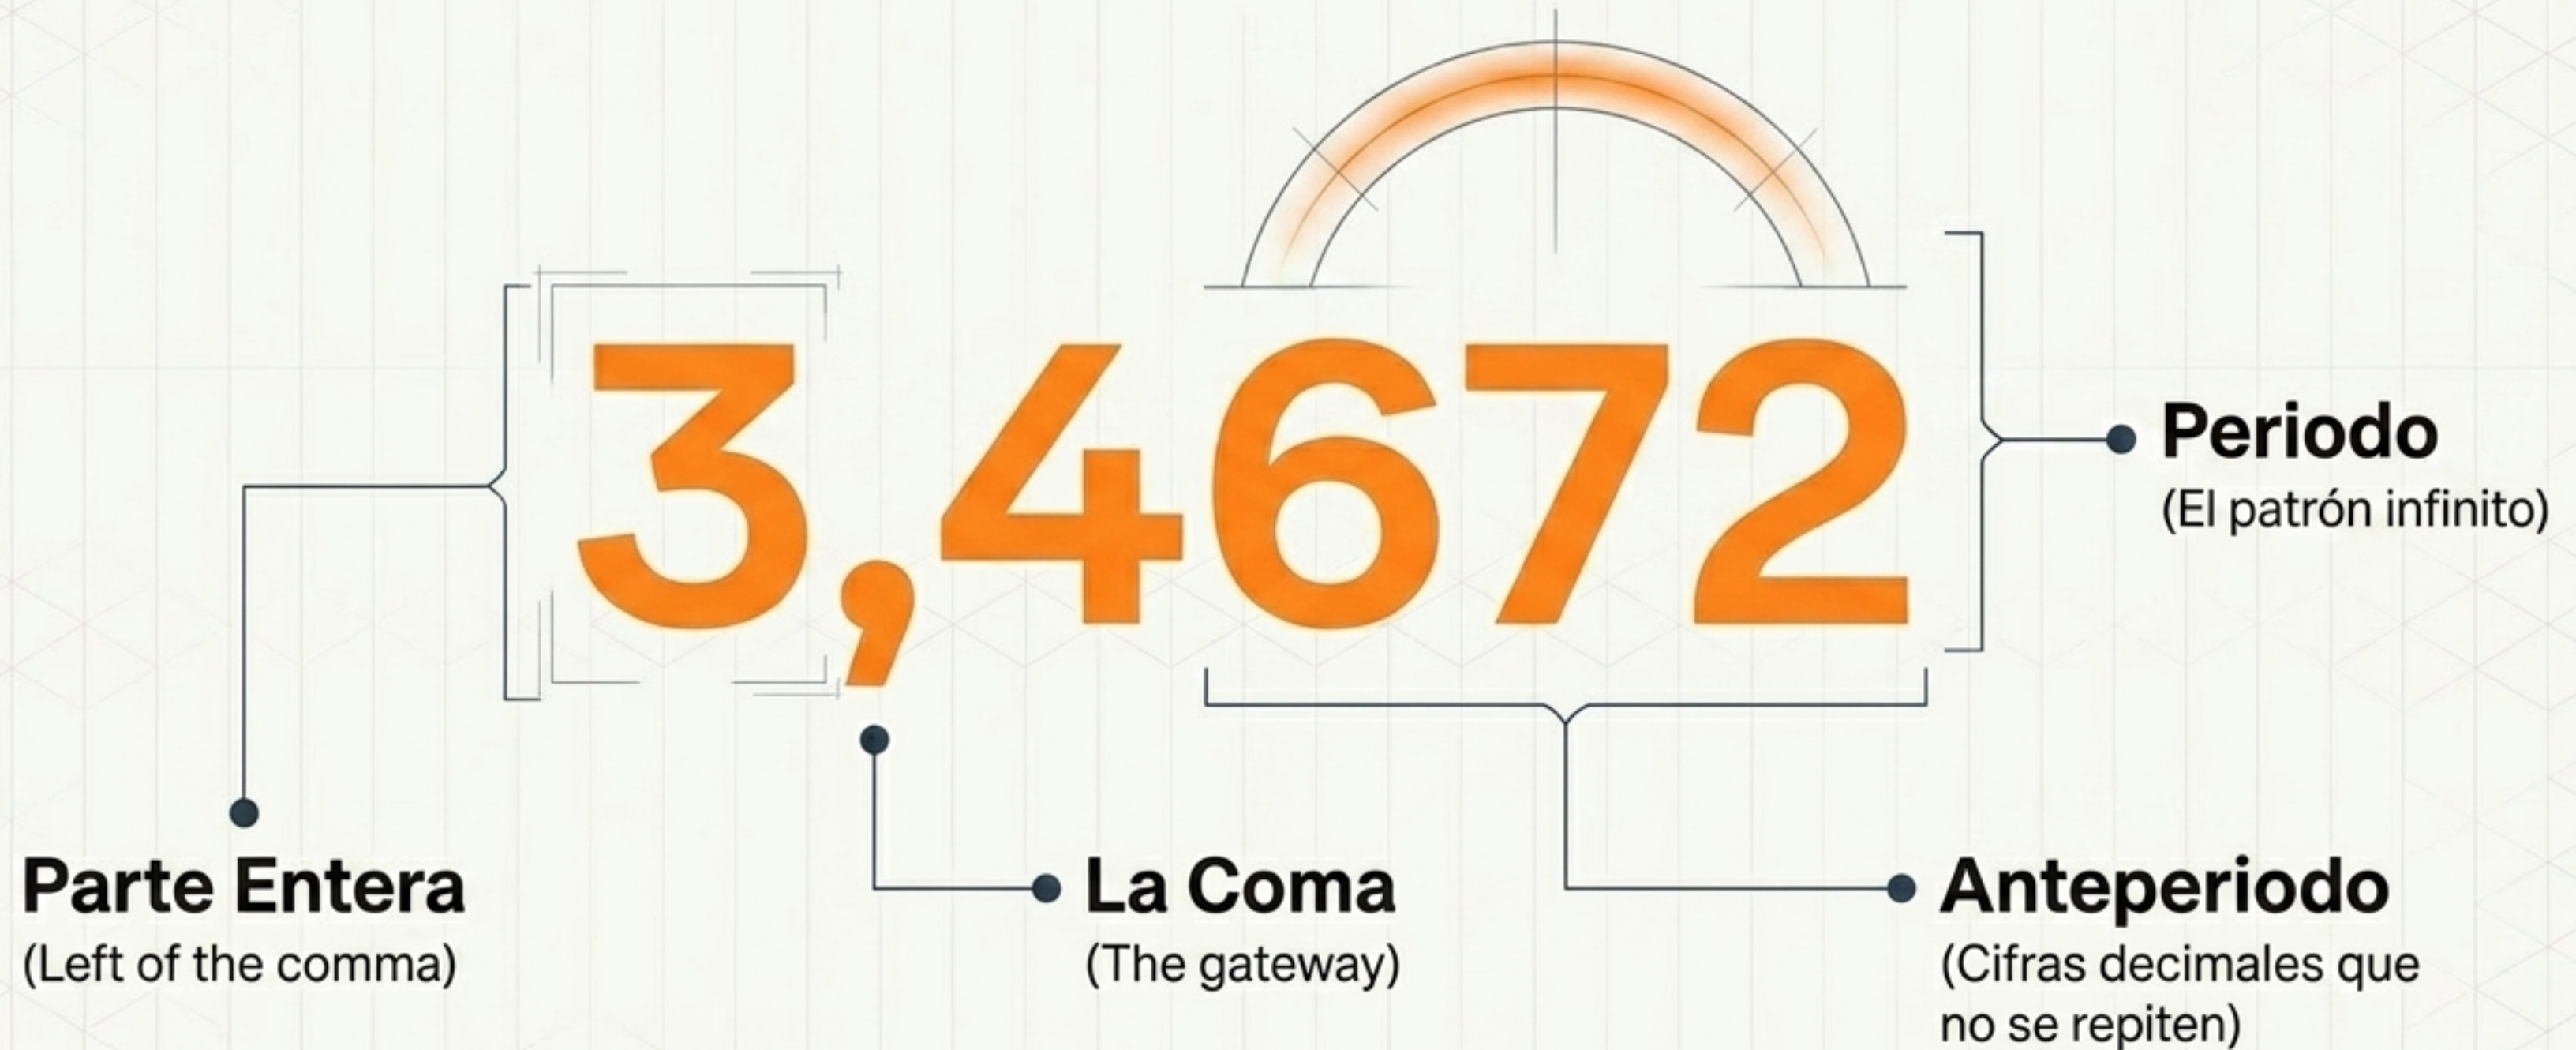 3,4672
Periodo
(El patrón infinito)
Parte Entera
(Left of the comma)
La Coma
(The gateway)
Anteperiodo
(Cifras decimales que
no se repiten)